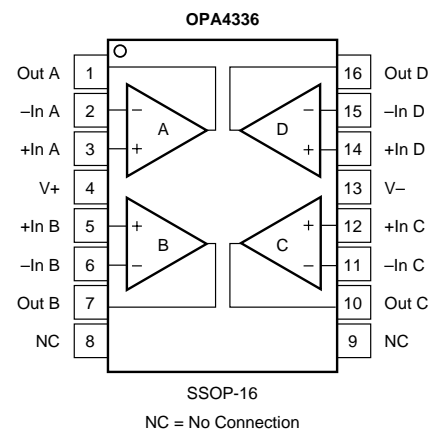 OPA4336
Out A 1 16 Out D
–In A 2 – – 15 –In D
A D
+In A 3 + + 14 +In D
V+ 4 13 V–
+In B 5 + + 12 +In C
B C
–In B 6 – – 11 –In C
Out B 7 10 Out C
NC 8 9 NC
SSOP-16
NC = No Connection